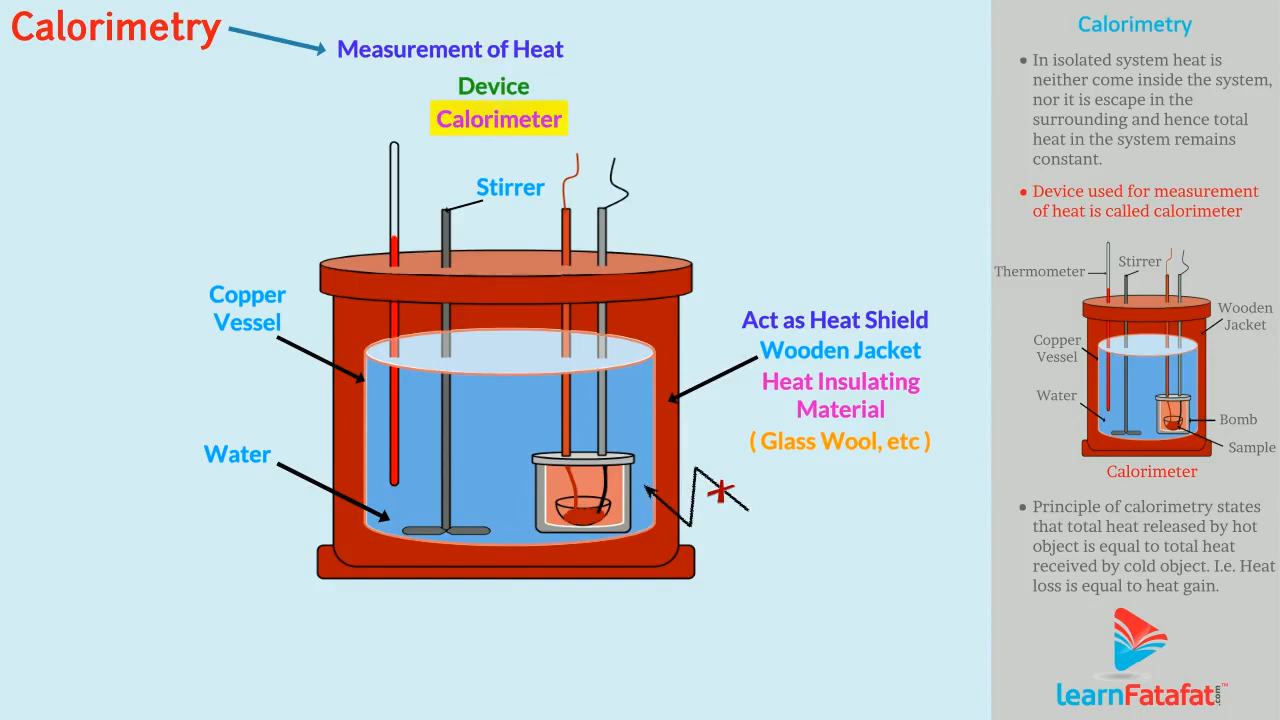 Calorimetry
Measurement of Heat
Device
Calorimeter
Stirrer
Copper
Vessel
Water
Act as Heat Shield
Wooden Jacket
Heat Insulating
Material
( Glass Wool, etc )
Calorimetry
• In isolated system heat is
neither come inside the system,
nor it is escape in the
surrounding and hence total
heat in the system remains
constant.
• Device used for measurement
of heat is called calorimeter
Thermometer
Stirrer
Wooden
Jacket
Copper
Vessel
Water
Bomb
Sample
Calorimeter
• Principle of calorimetry states
that total heat released by hot
object is equal to total heat
received by cold object. I.e. Heat
loss is equal to heat gain.
learnFatafat.com™